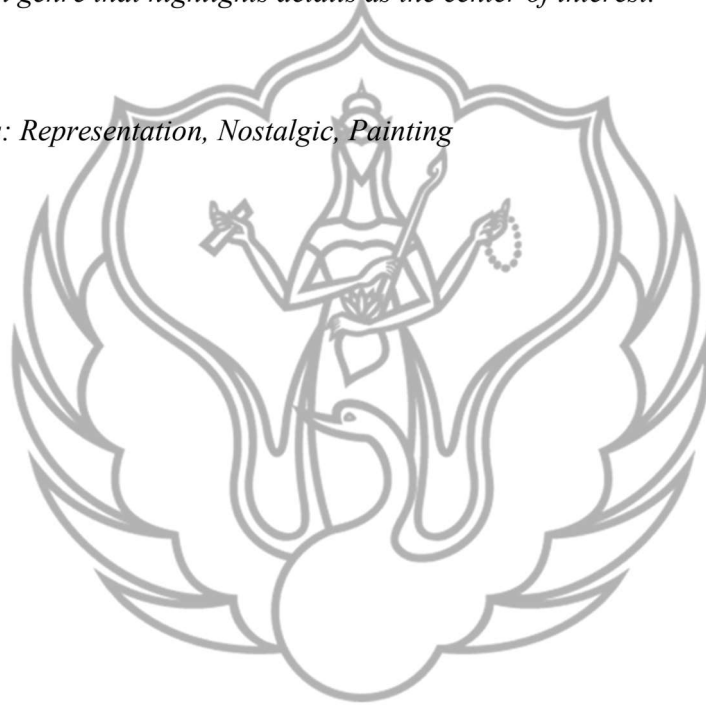 genre that highlights details as the center of interest.
: Representation, Nostalgic, Painting